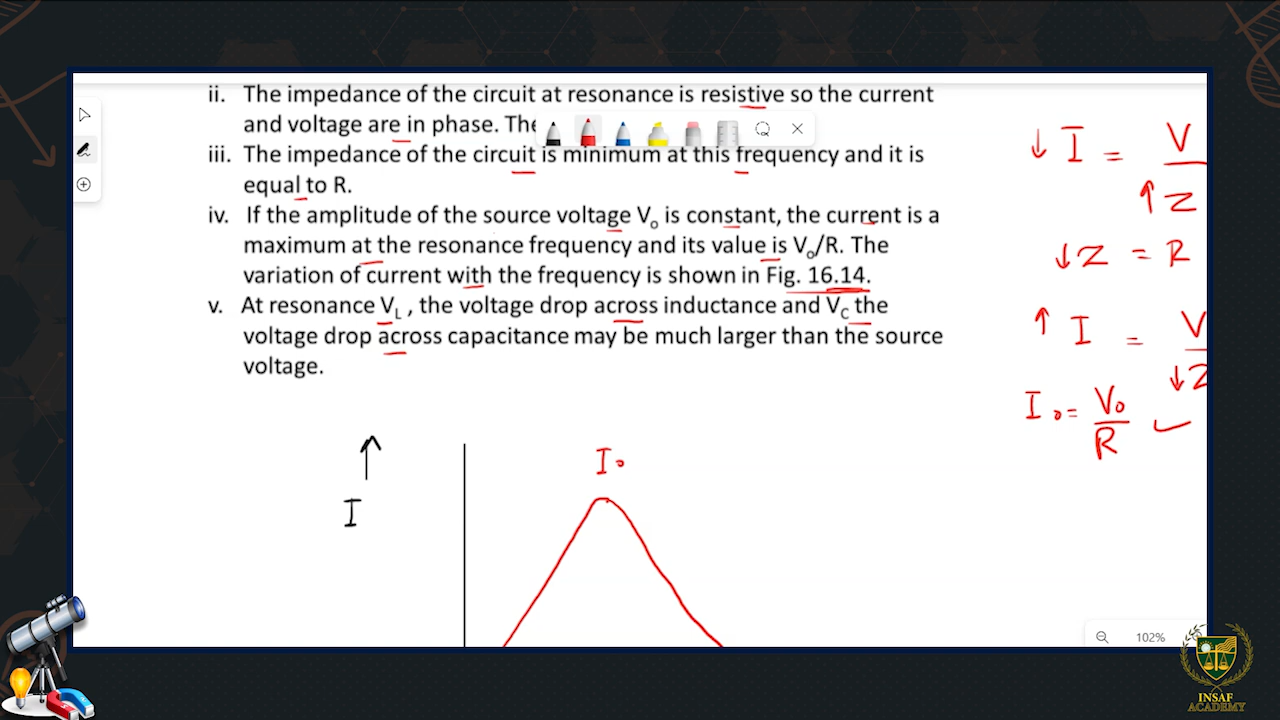 ii. The impedance of the circuit at resonance is resistive so the current
and voltage are in phase. The
iii. The impedance of the circuit is minimum at this frequency and it is
equal to R.
iv. If the amplitude of the source voltage Vₒ is constant, the current is a
maximum at the resonance frequency and its value is Vₒ/R. The
variation of current with the frequency is shown in Fig. 16.14.
v. At resonance V_L , the voltage drop across inductance and V_C the
voltage drop across capacitance may be much larger than the source
voltage.
↓ I = V
↑ Z
↓ Z = R
↑ I = V
↓ Z
I₀ = V₀
R ✓
I₀
↑
I
102%
INSAF
ACADEMY